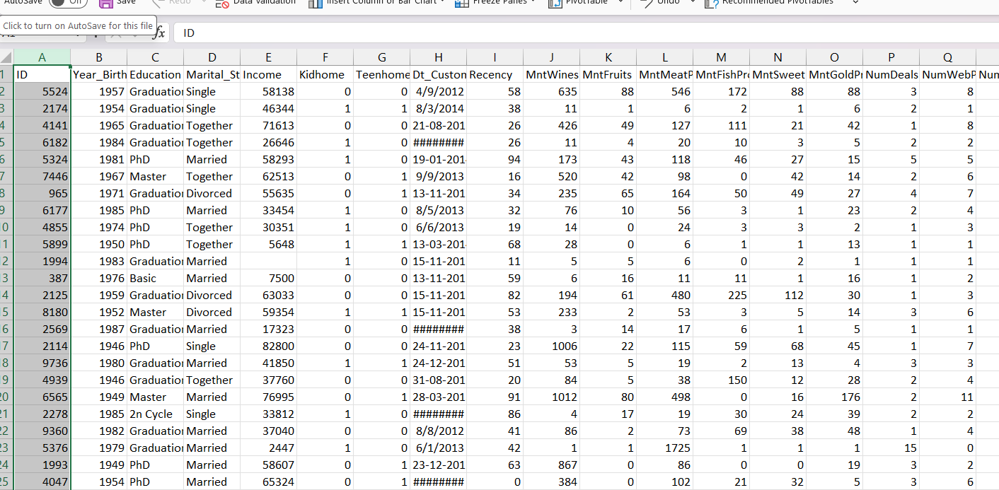 AutoSave Off Save Redo Data Validation Insert Column or Bar Chart Freeze Panes PivotTable Undo Recommended PivotTables
Click to turn on AutoSave for this file
fx ID
A B C D E F G H I J K L M N O P Q
1 ID Year_Birth Education Marital_St Income Kidhome Teenhome Dt_Custon Recency MntWines MntFruits MntMeatP MntFishPro MntSweet MntGoldPr NumDeals NumWebP Num
2 5524 1957 Graduation Single 58138 0 0 4/9/2012 58 635 88 546 172 88 88 3 8
3 2174 1954 Graduation Single 46344 1 1 8/3/2014 38 11 1 6 2 1 6 2 1
4 4141 1965 Graduation Together 71613 0 0 21-08-201 26 426 49 127 111 21 42 1 8
5 6182 1984 Graduation Together 26646 1 0 ######## 26 11 4 20 10 3 5 2 2
6 5324 1981 PhD Married 58293 1 0 19-01-201 94 173 43 118 46 27 15 5 5
7 7446 1967 Master Together 62513 0 1 9/9/2013 16 520 42 98 0 42 14 2 6
8 965 1971 Graduation Divorced 55635 0 1 13-11-201 34 235 65 164 50 49 27 4 7
9 6177 1985 PhD Married 33454 1 0 8/5/2013 32 76 10 56 3 1 23 2 4
10 4855 1974 PhD Together 30351 1 0 6/6/2013 19 14 0 24 3 3 2 1 3
11 5899 1950 PhD Together 5648 1 1 13-03-201 68 28 0 6 1 1 13 1 1
12 1994 1983 Graduation Married 1 0 15-11-201 11 5 5 6 0 2 1 1 1
13 387 1976 Basic Married 7500 0 0 13-11-201 59 6 16 11 11 1 16 1 2
14 2125 1959 Graduation Divorced 63033 0 0 15-11-201 82 194 61 480 225 112 30 1 3
15 8180 1952 Master Divorced 59354 1 1 15-11-201 53 233 2 53 3 5 14 3 6
16 2569 1987 Graduation Married 17323 0 0 ######## 38 3 14 17 6 1 5 1 1
17 2114 1946 PhD Single 82800 0 0 24-11-201 23 1006 22 115 59 68 45 1 7
18 9736 1980 Graduation Married 41850 1 1 24-12-201 51 53 5 19 2 13 4 3 3
19 4939 1946 Graduation Together 37760 0 0 31-08-201 20 84 5 38 150 12 28 2 4
20 6565 1949 Master Married 76995 0 1 28-03-201 91 1012 80 498 0 16 176 2 11
21 2278 1985 2n Cycle Single 33812 1 0 ######## 86 4 17 19 30 24 39 2 2
22 9360 1982 Graduation Married 37040 0 0 8/8/2012 41 86 2 73 69 38 48 1 4
23 5376 1979 Graduation Married 2447 1 0 6/1/2013 42 1 1 1725 1 1 1 15 0
24 1993 1949 PhD Married 58607 0 1 23-12-201 63 867 0 86 0 0 19 3 2
25 4047 1954 PhD Married 65324 0 1 ######## 0 384 0 102 21 32 5 3 6